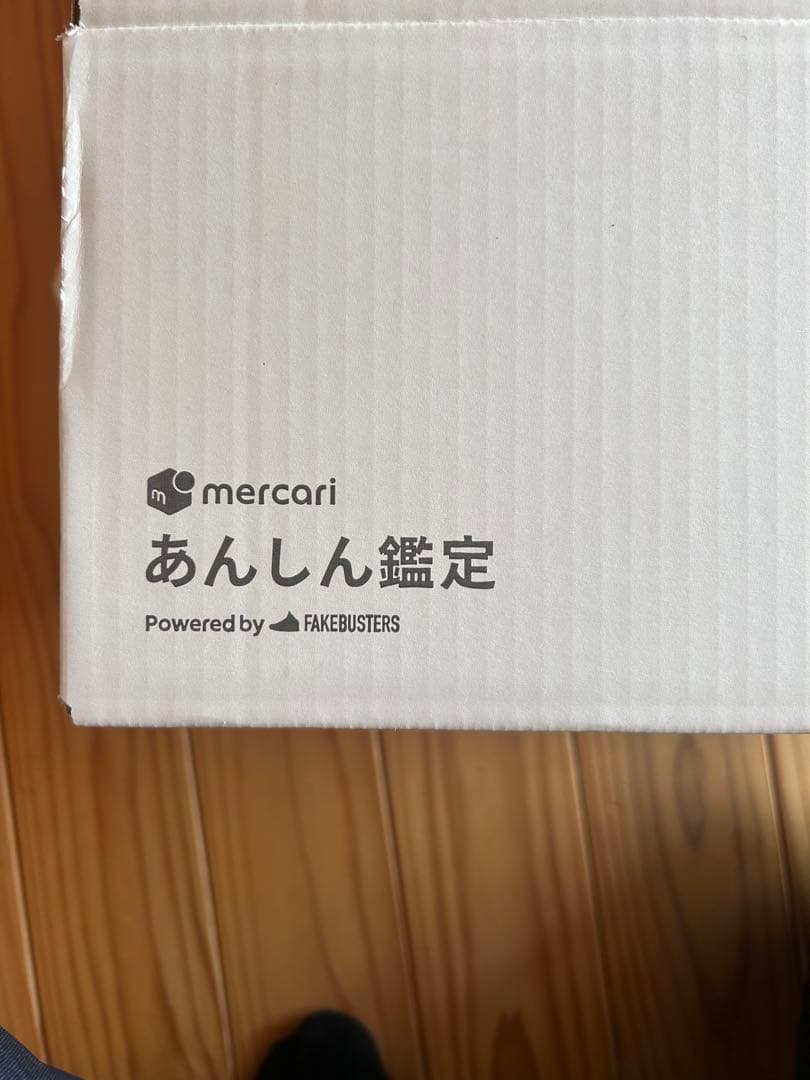 m mercari
あんしん鑑定
Powered by FAKEBUSTERS